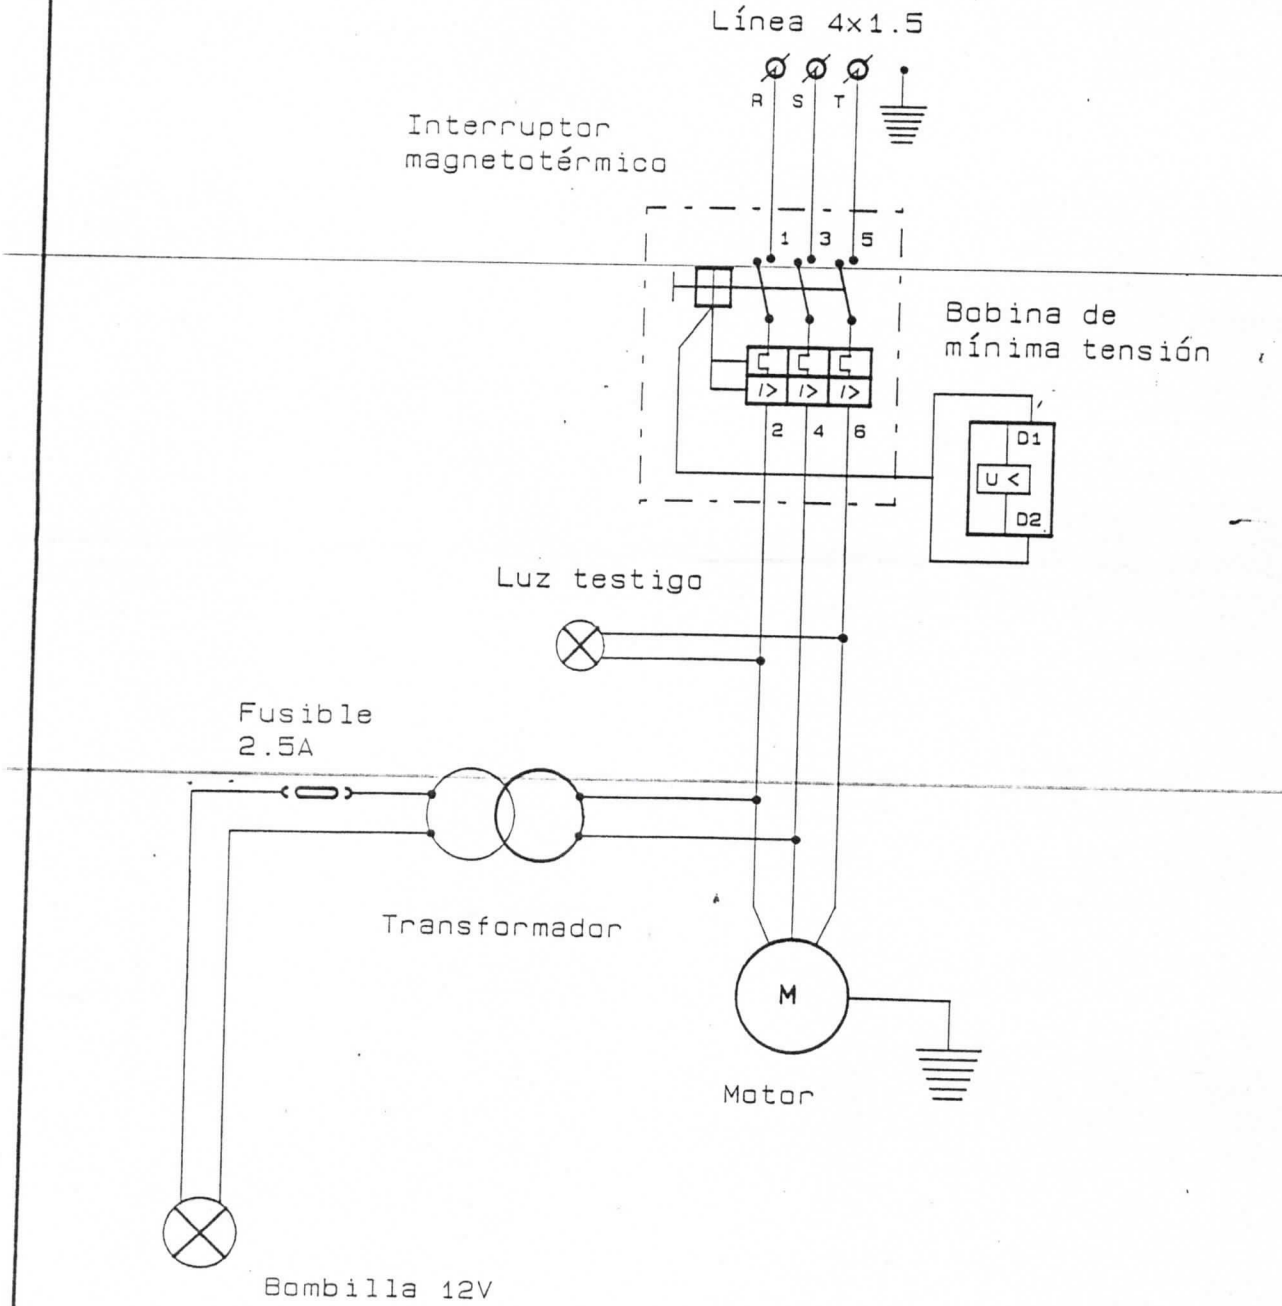 Línea 4x1.5
R S T
Interruptor
magnetotérmico
1 3 5
Bobina de
mínima tensión
I> I> I>
2 4 6
D1
U <
D2
Luz testigo
Fusible
2.5A
Transformador
M
Motor
Bombilla 12V